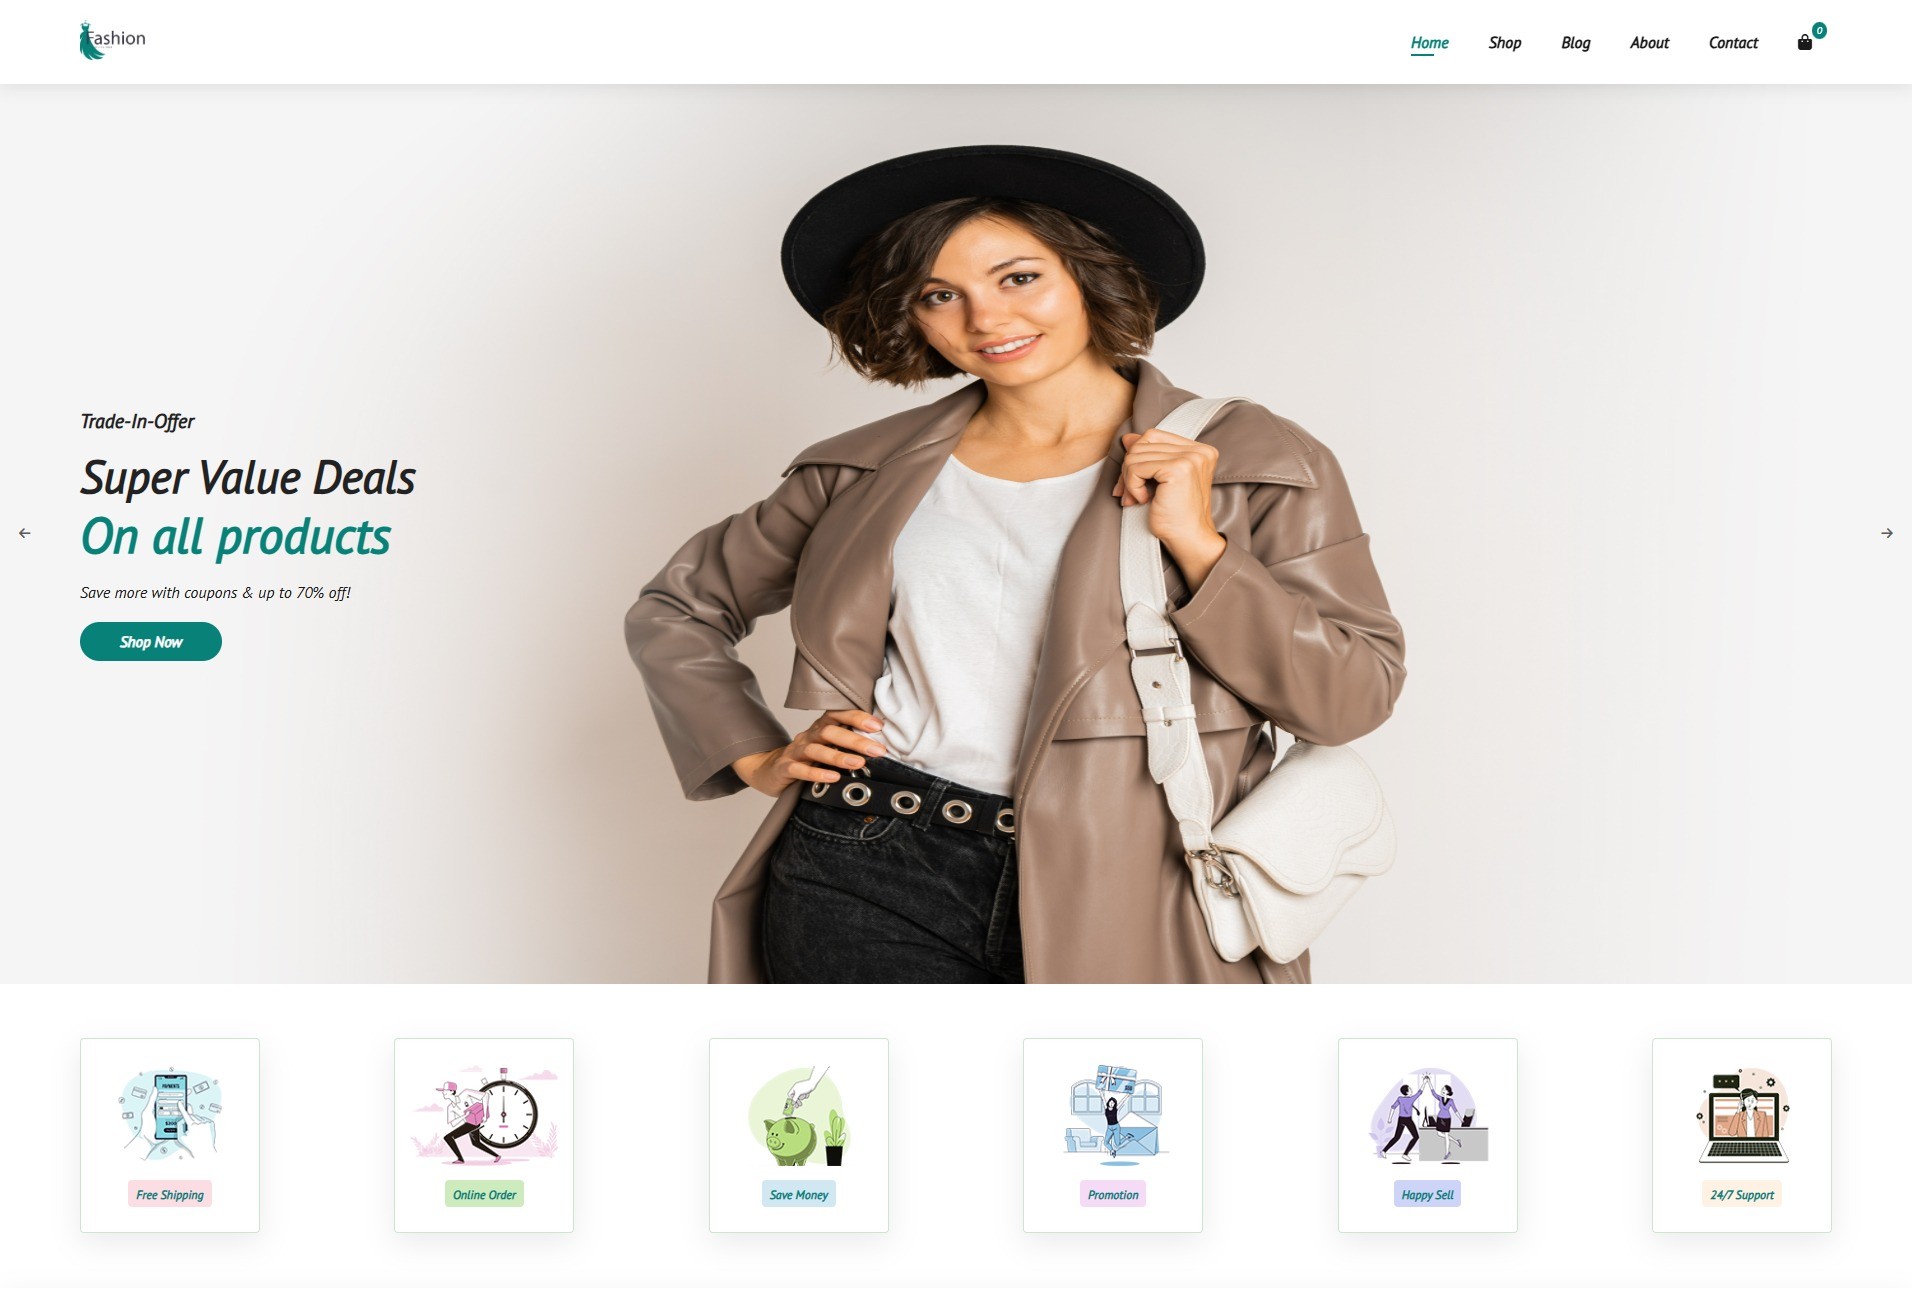 Fashion
Home
Shop
Blog
About
Contact
0
Trade-In-Offer
Super Value Deals
On all products
Save more with coupons & up to 70% off!
Shop Now
PAYMENTS
Free Shipping
Online Order
Save Money
Promotion
Happy Sell
24/7 Support